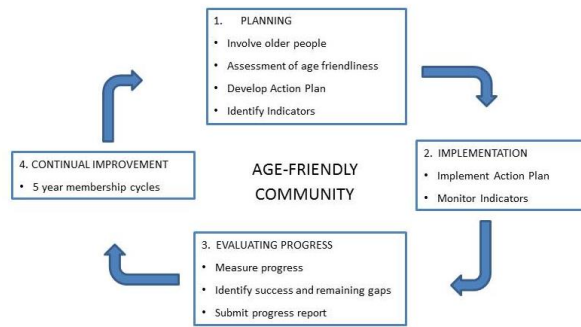 1. PLANNING
• Involve older people
• Assessment of age friendliness
• Develop Action Plan
• Identify Indicators
2. IMPLEMENTATION
• Implement Action Plan
• Monitor Indicators
3. EVALUATING PROGRESS
• Measure progress
• Identify success and remaining gaps
• Submit progress report
4. CONTINUAL IMPROVEMENT
• 5 year membership cycles
AGE-FRIENDLY
COMMUNITY